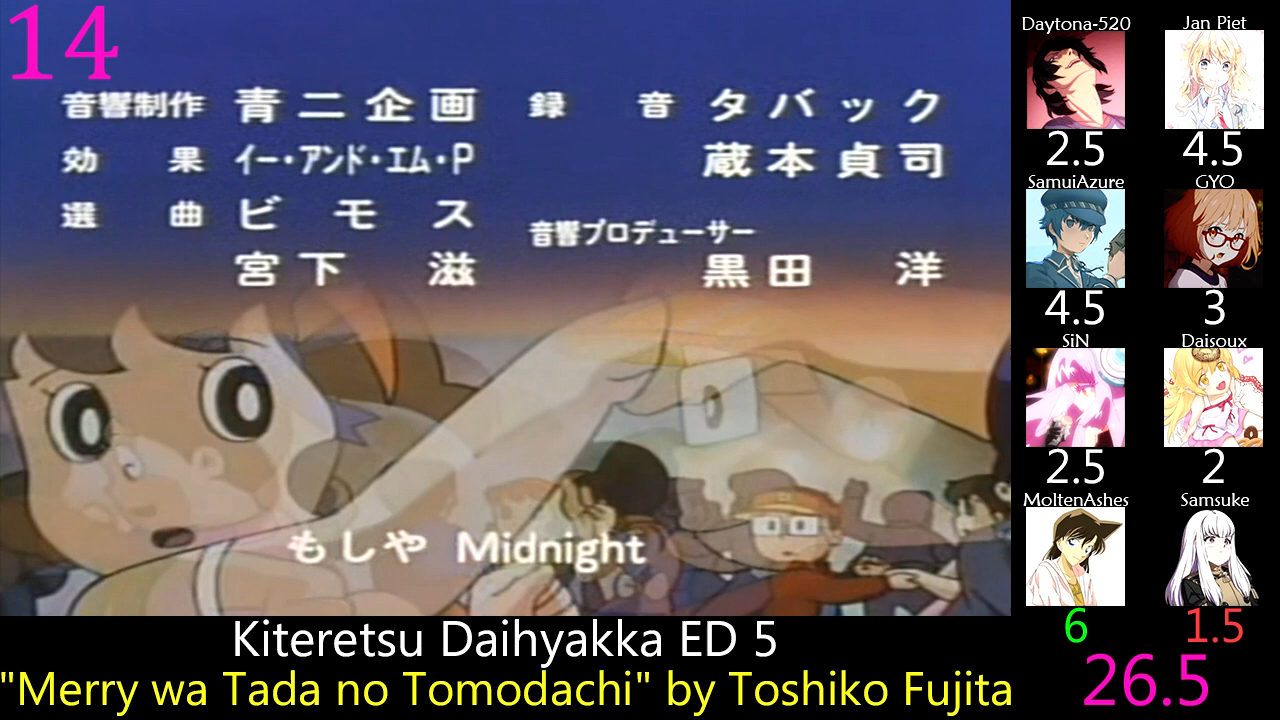 14
音響制作 青二企画 録 音 タバック
効 果 イー・アンド・エム・P 蔵本貞司
選 曲 ビモス
音響プロデューサー
宮下 滋 黒田 洋
もしや Midnight
Kiteretsu Daihyakka ED 5
"Merry wa Tada no Tomodachi" by Toshiko Fujita
Daytona-520 Jan Piet
2.5 4.5
SamuiAzure GYO
4.5 3
SiN Daisoux
2.5 2
MoltenAshes Samsuke
6 1.5
26.5